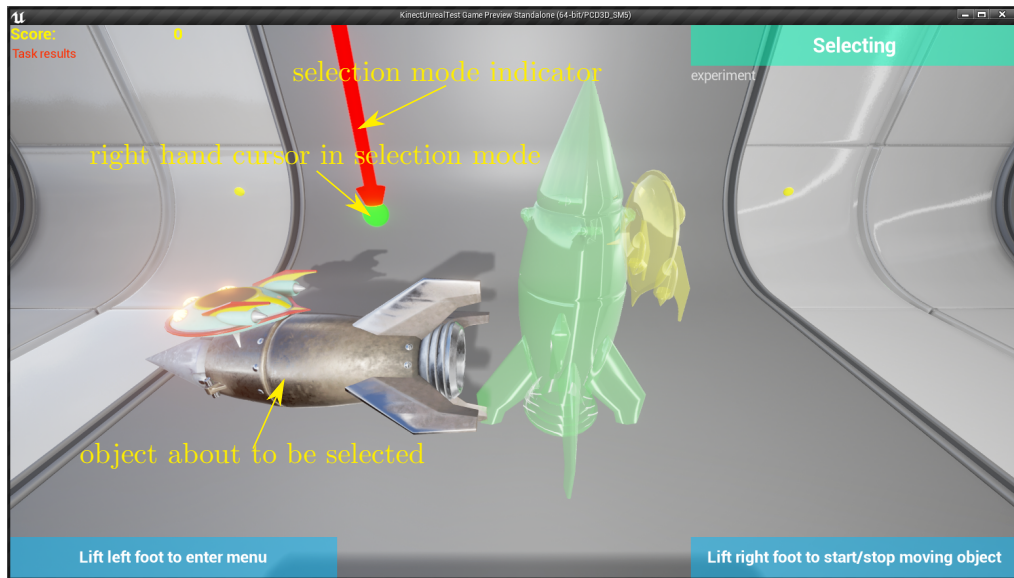 KinectUnrealTest Game Preview Standalone (64-bit/PCD3D_SM5)
Score: 0
Task results
Selecting
experiment
selection mode indicator
right hand cursor in selection mode
object about to be selected
Lift left foot to enter menu
Lift right foot to start/stop moving object